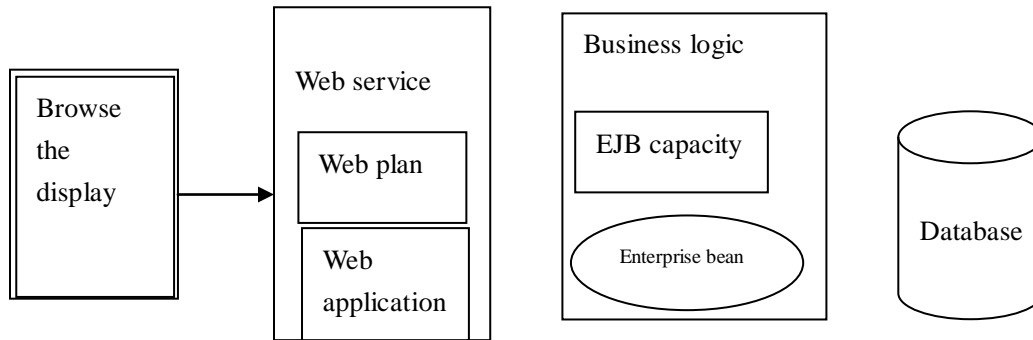 Browse
the
display
Web service
Web plan
Web
application
Business logic
EJB capacity
Enterprise bean
Database